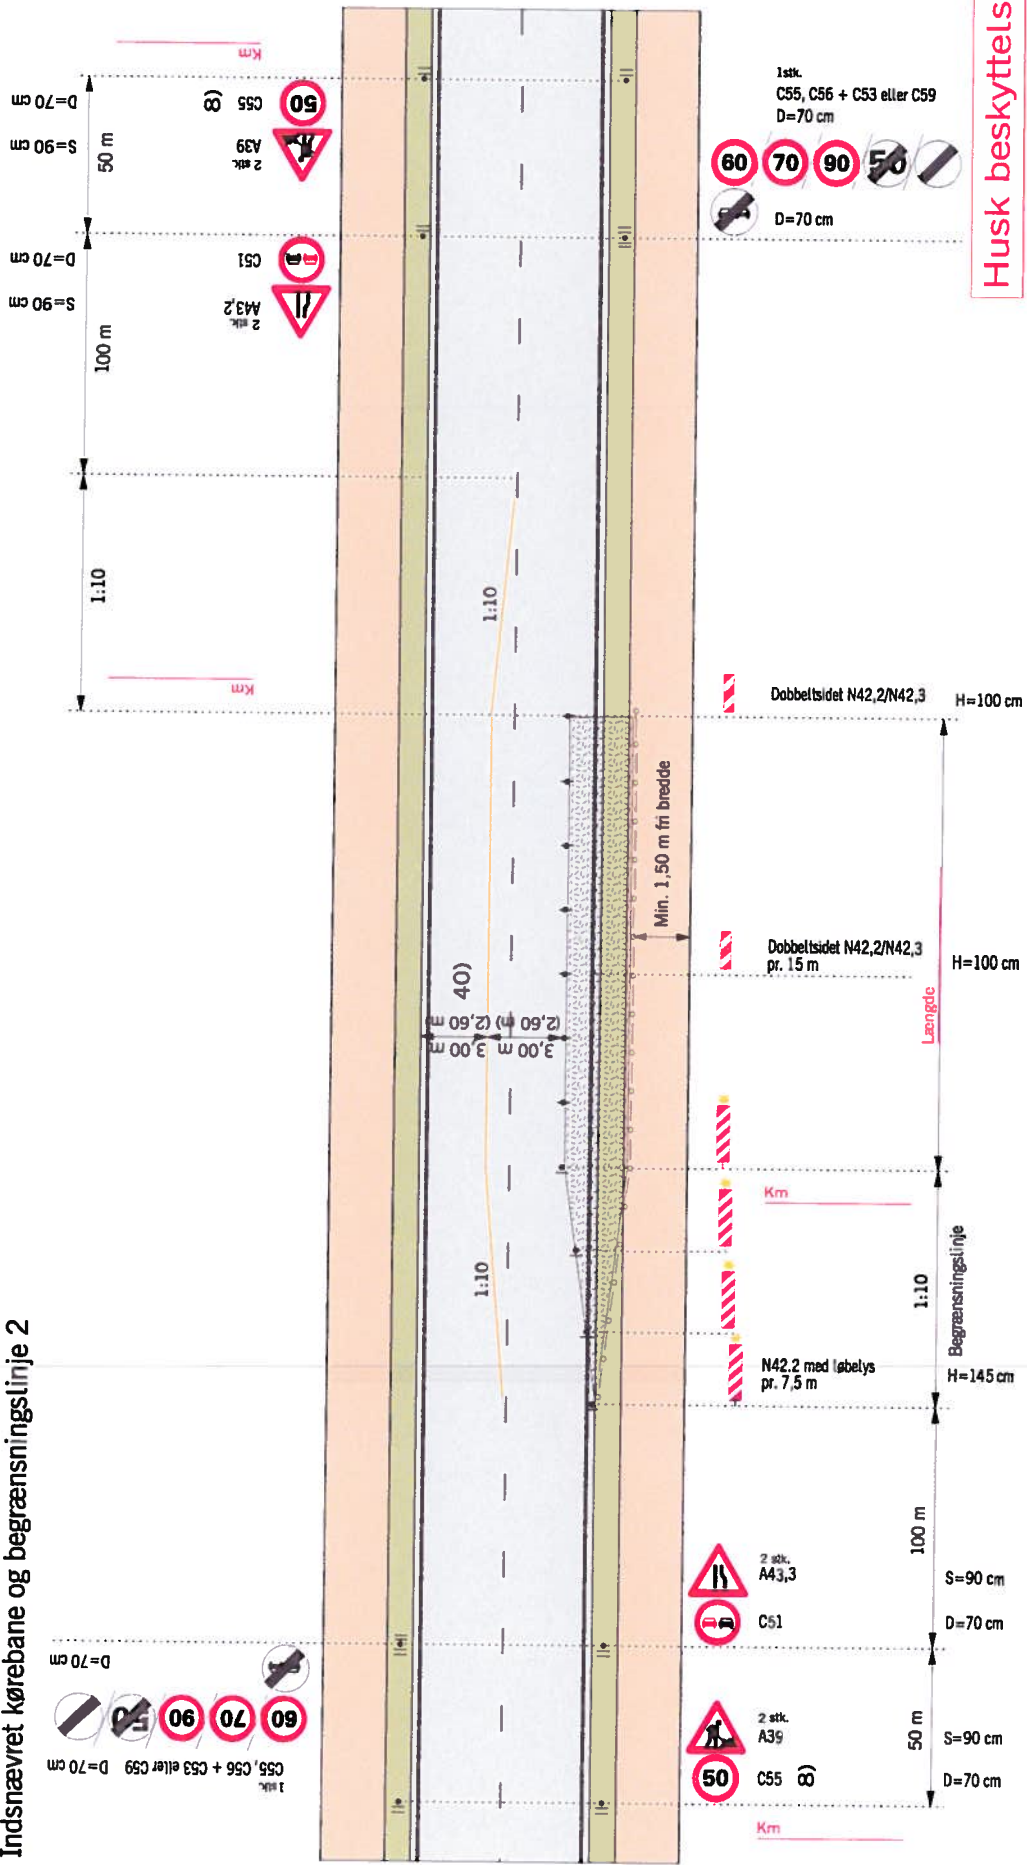 Indsnævret kørebane og begrænsningslinje 2
Km
50 m
D=70 cm
S=90 cm
C55
8)
50
A39
2 stk.
100 m
D=70 cm
S=90 cm
C51
A43,2
2 stk.
1:10
Km
1stk.
C55, C56 + C53 eller C59
D=70 cm
60
70
90
50
D=70 cm
Husk beskyttels
1:10
Dobbeltsidet N42,2/N42,3
H=100 cm
Min. 1,50 m fri bredde
40)
3,00 m
(2,60 m)
3,00 m
(2,60 m)
Dobbeltsidet N42,2/N42,3
pr. 15 m
H=100 cm
Længde
Km
1:10
1:10
Begrænsningslinje
N42.2 med løbelys
pr. 7,5 m
H=145 cm
100 m
2 stk.
A43,3
S=90 cm
C51
D=70 cm
D=70 cm
50
90
70
60
1stk.
C55, C56 + C53 eller C59
D=70 cm
50 m
2 stk.
A39
S=90 cm
50
C55
8)
D=70 cm
Km